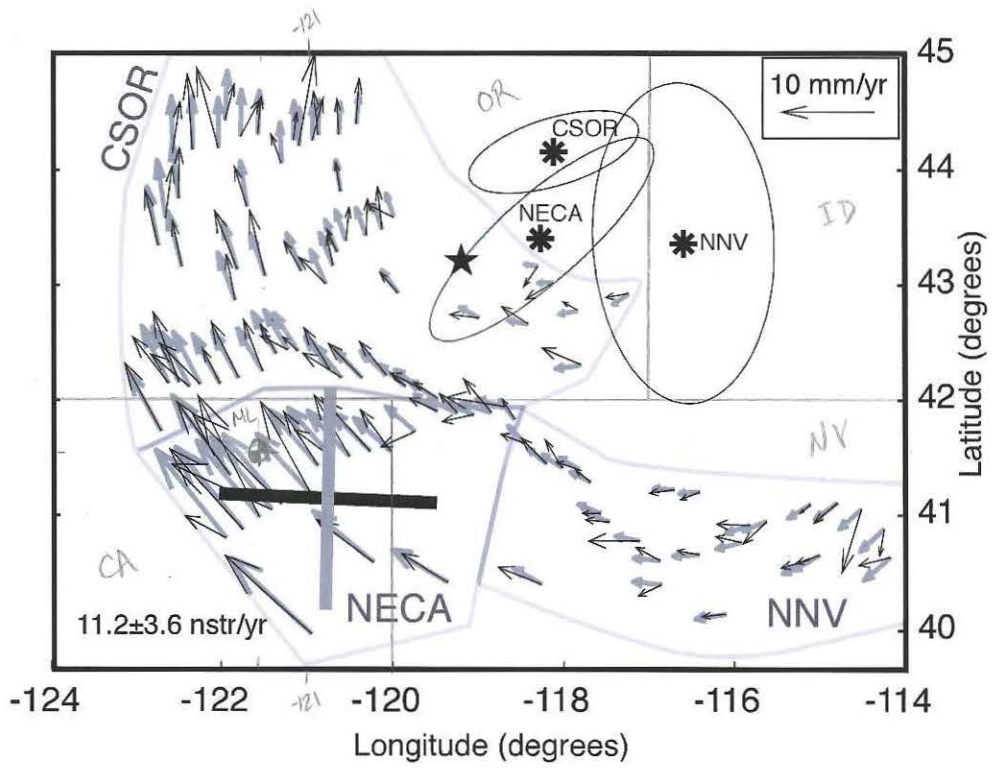 -121
45
CSOR
OR
10 mm/yr
CSOR
44
NECA
NNV
ID
43
Latitude (degrees)
42
ML
NV
41
CA
NECA
NNV
11.2±3.6 nstr/yr
40
-124
-122
-121
-120
-118
-116
-114
Longitude (degrees)